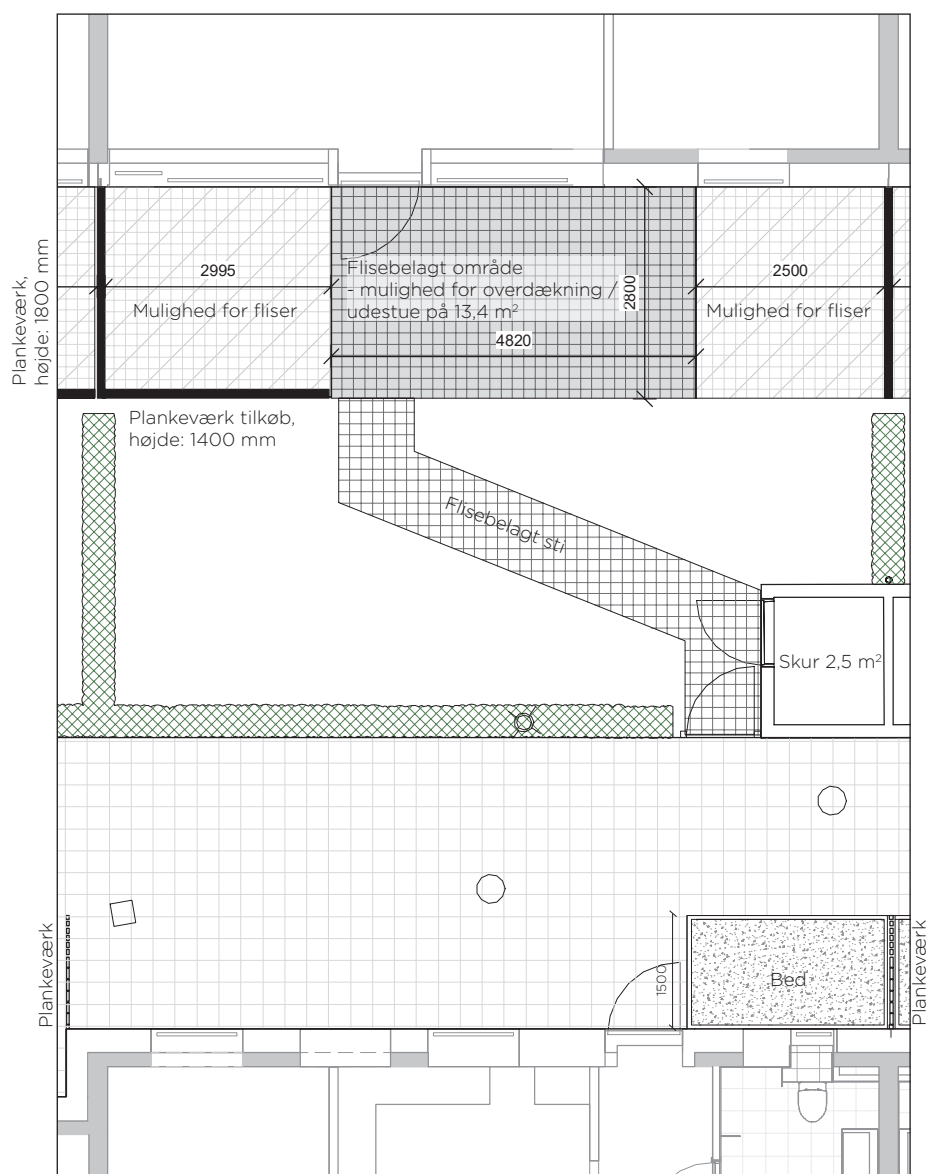 Plankeværk,
højde: 1800 mm
2995
Mulighed for fliser
Flisebelagt område
- mulighed for overdækning /
udestue på 13,4 m²
2800
4820
2500
Mulighed for fliser
Plankeværk tilkøb,
højde: 1400 mm
Flisebelagt sti
Skur 2,5 m²
Plankeværk
1500
Bed
Plankeværk